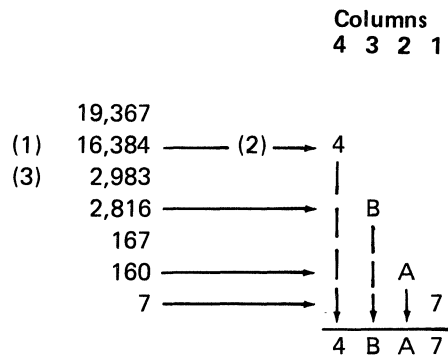 Columns
4 3 2 1
19,367
(1) 16,384 (2) 4
(3) 2,983
2,816 B
167
160 A
7 7
4 B A 7